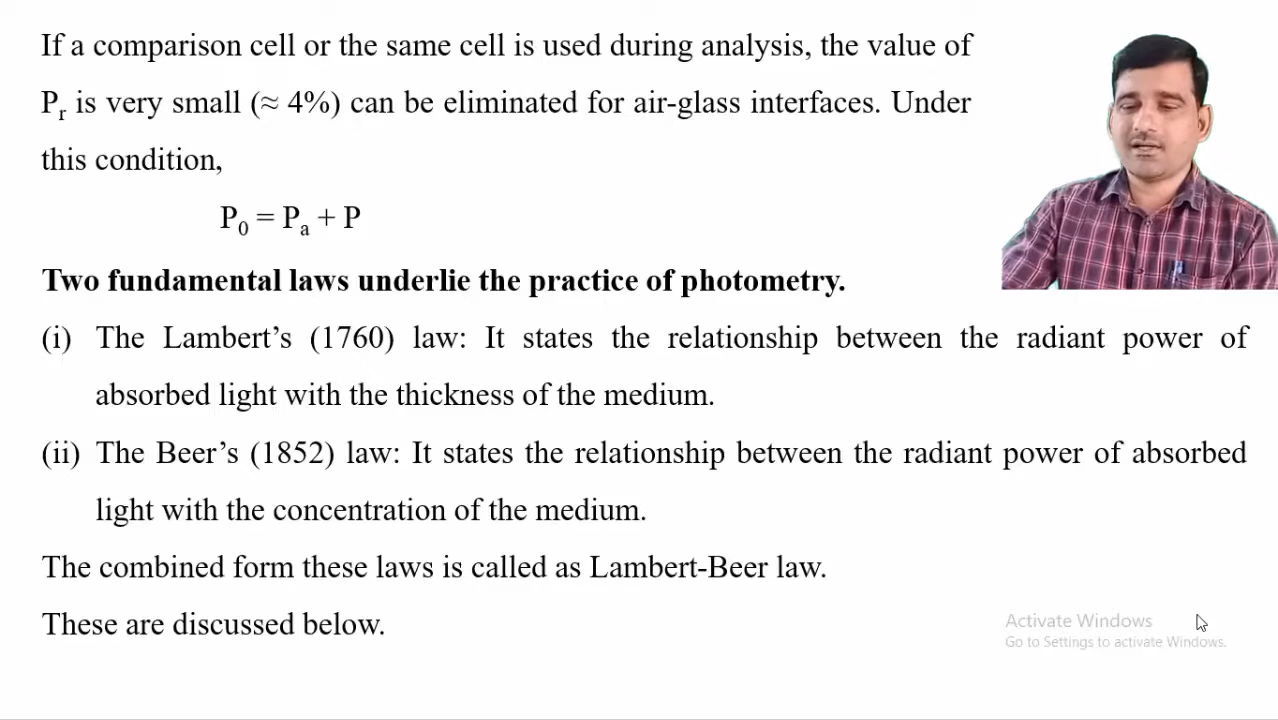 If a comparison cell or the same cell is used during analysis, the value of
Pr is very small (≈ 4%) can be eliminated for air-glass interfaces. Under
this condition,
P0 = Pa + P
Two fundamental laws underlie the practice of photometry.
(i) The Lambert’s (1760) law: It states the relationship between the radiant power of
absorbed light with the thickness of the medium.
(ii) The Beer’s (1852) law: It states the relationship between the radiant power of absorbed
light with the concentration of the medium.
The combined form these laws is called as Lambert-Beer law.
These are discussed below.
Activate Windows
Go to Settings to activate Windows.